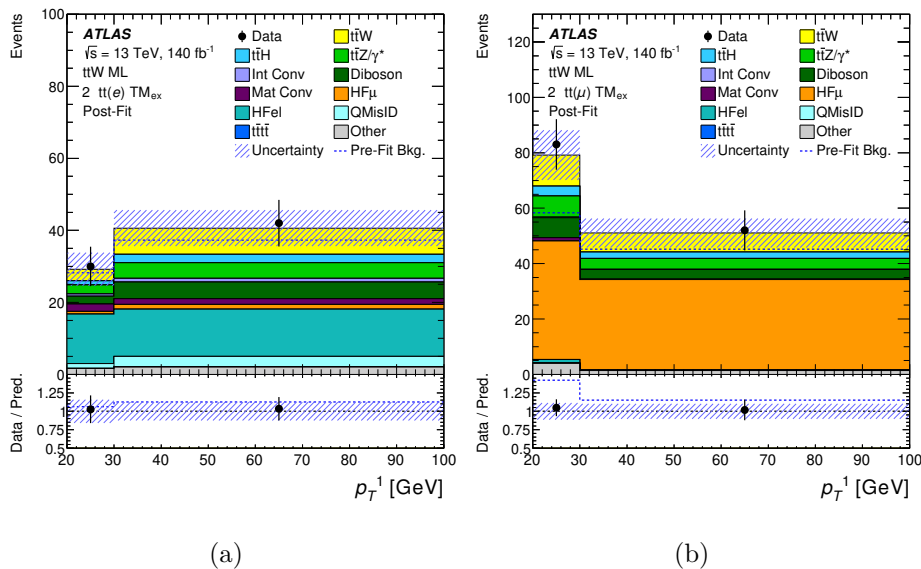 Events
100
80
60
40
20
0
ATLAS
√s = 13 TeV, 140 fb⁻¹
ttW ML
2 tt(e) TMex
Post-Fit
Data
tt̄W
tt̄H
tt̄Z/γ*
Int Conv
Diboson
Mat Conv
HFμ
HFel
QMisID
tt̄tt̄
Other
Uncertainty
Pre-Fit Bkg.
Data / Pred.
1.25
1
0.75
0.5
20 30 40 50 60 70 80 90 100
p_T^1 [GeV]
(a)
Events
120
100
80
60
40
20
0
ATLAS
√s = 13 TeV, 140 fb⁻¹
ttW ML
2 tt(μ) TMex
Post-Fit
Data
tt̄W
tt̄H
tt̄Z/γ*
Int Conv
Diboson
Mat Conv
HFμ
HFel
QMisID
tt̄tt̄
Other
Uncertainty
Pre-Fit Bkg.
Data / Pred.
1.25
1
0.75
0.5
20 30 40 50 60 70 80 90 100
p_T^1 [GeV]
(b)